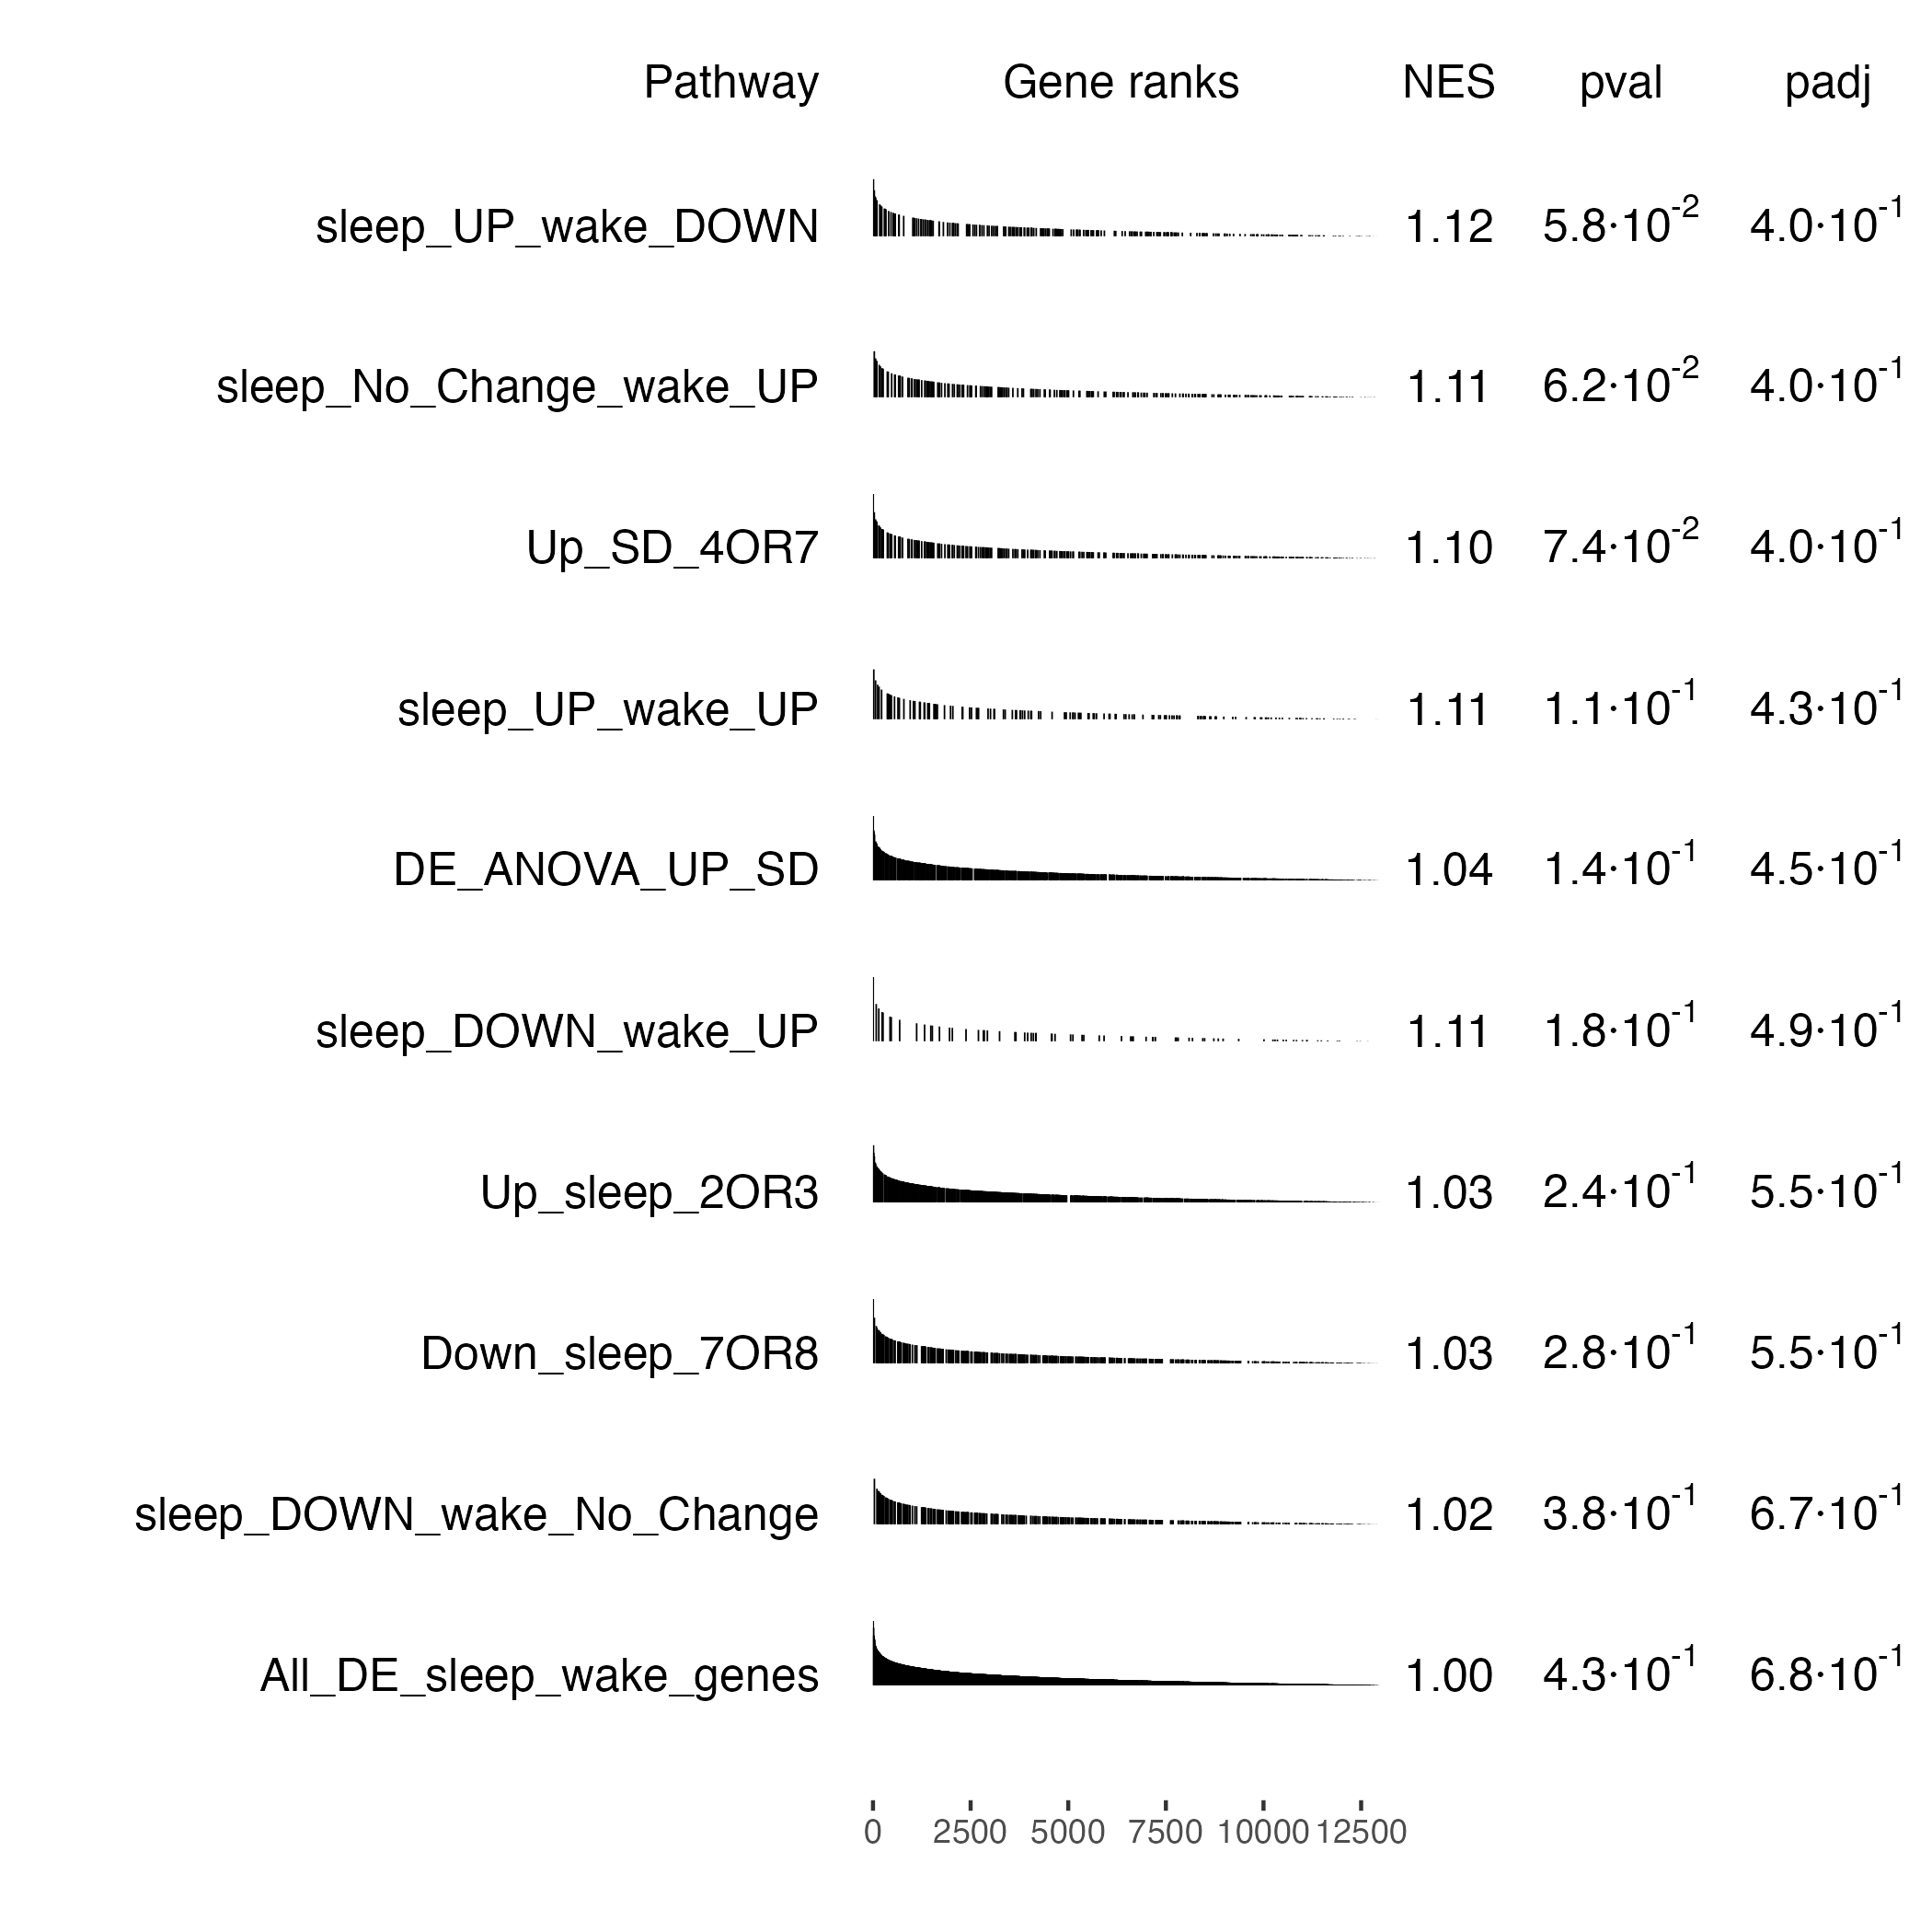 Pathway Gene ranks NES pval padj
sleep_UP_wake_DOWN 1.12 5.8·10⁻² 4.0·10⁻¹
sleep_No_Change_wake_UP 1.11 6.2·10⁻² 4.0·10⁻¹
Up_SD_4OR7 1.10 7.4·10⁻² 4.0·10⁻¹
sleep_UP_wake_UP 1.11 1.1·10⁻¹ 4.3·10⁻¹
DE_ANOVA_UP_SD 1.04 1.4·10⁻¹ 4.5·10⁻¹
sleep_DOWN_wake_UP 1.11 1.8·10⁻¹ 4.9·10⁻¹
Up_sleep_2OR3 1.03 2.4·10⁻¹ 5.5·10⁻¹
Down_sleep_7OR8 1.03 2.8·10⁻¹ 5.5·10⁻¹
sleep_DOWN_wake_No_Change 1.02 3.8·10⁻¹ 6.7·10⁻¹
All_DE_sleep_wake_genes 1.00 4.3·10⁻¹ 6.8·10⁻¹
0 2500 5000 7500 10000 12500